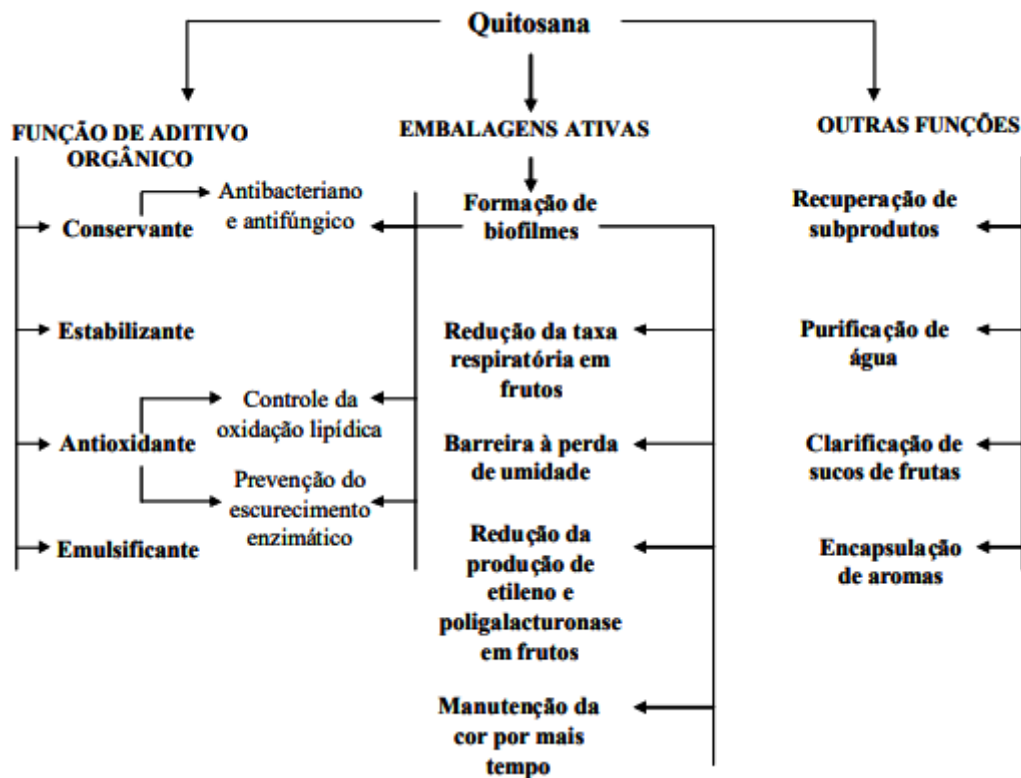 Quitosana
FUNÇÃO DE ADITIVO
ORGÂNICO
Conservante
Antibacteriano
e antifúngico
Estabilizante
Antioxidante
Controle da
oxidação lipídica
Prevenção do
escurecimento
enzimático
Emulsificante
EMBALAGENS ATIVAS
Formação de
biofilmes
Redução da taxa
respiratória em
frutos
Barreira à perda
de umidade
Redução da
produção de
etileno e
poligalacturonase
em frutos
Manutenção da
cor por mais
tempo
OUTRAS FUNÇÕES
Recuperação de
subprodutos
Purificação de
água
Clarificação de
sucos de frutas
Encapsulação
de aromas